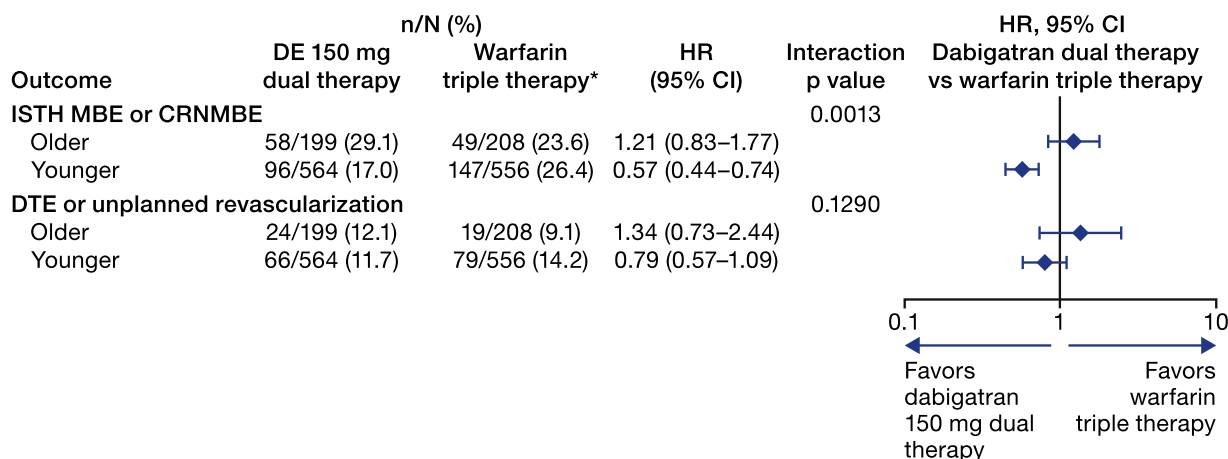 n/N (%)
HR, 95% CI
DE 150 mg Warfarin HR Interaction Dabigatran dual therapy
Outcome dual therapy triple therapy* (95% CI) p value vs warfarin triple therapy
ISTH MBE or CRNMBE 0.0013
Older 58/199 (29.1) 49/208 (23.6) 1.21 (0.83–1.77)
Younger 96/564 (17.0) 147/556 (26.4) 0.57 (0.44–0.74)
DTE or unplanned revascularization 0.1290
Older 24/199 (12.1) 19/208 (9.1) 1.34 (0.73–2.44)
Younger 66/564 (11.7) 79/556 (14.2) 0.79 (0.57–1.09)
0.1 1 10
Favors Favors
dabigatran warfarin
150 mg dual triple therapy
therapy